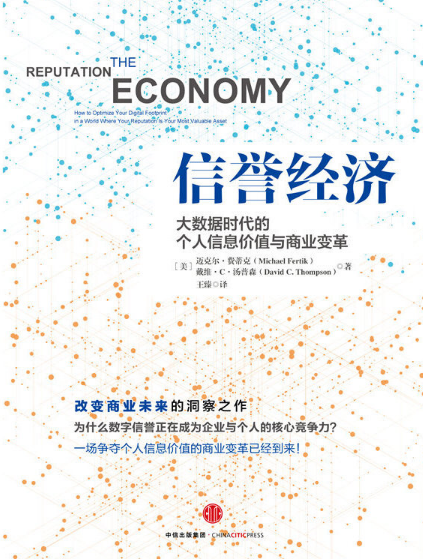 THE
REPUTATION
ECONOMY
How to Optimize Your Digital Footprint
in a World Where Your Reputation Is Your Most Valuable Asset
信誉经济
大数据时代的
个人信息价值与商业变革
[美] 迈克尔·费蒂克(Michael Fertik)
戴维·C·汤普森(David C. Thompson) ◎著
王臻◎译
改变商业未来的洞察之作
为什么数字信誉正在成为企业与个人的核心竞争力?
一场争夺个人信息价值的商业变革已经到来!
中信出版集团·CHINACITICPRESS